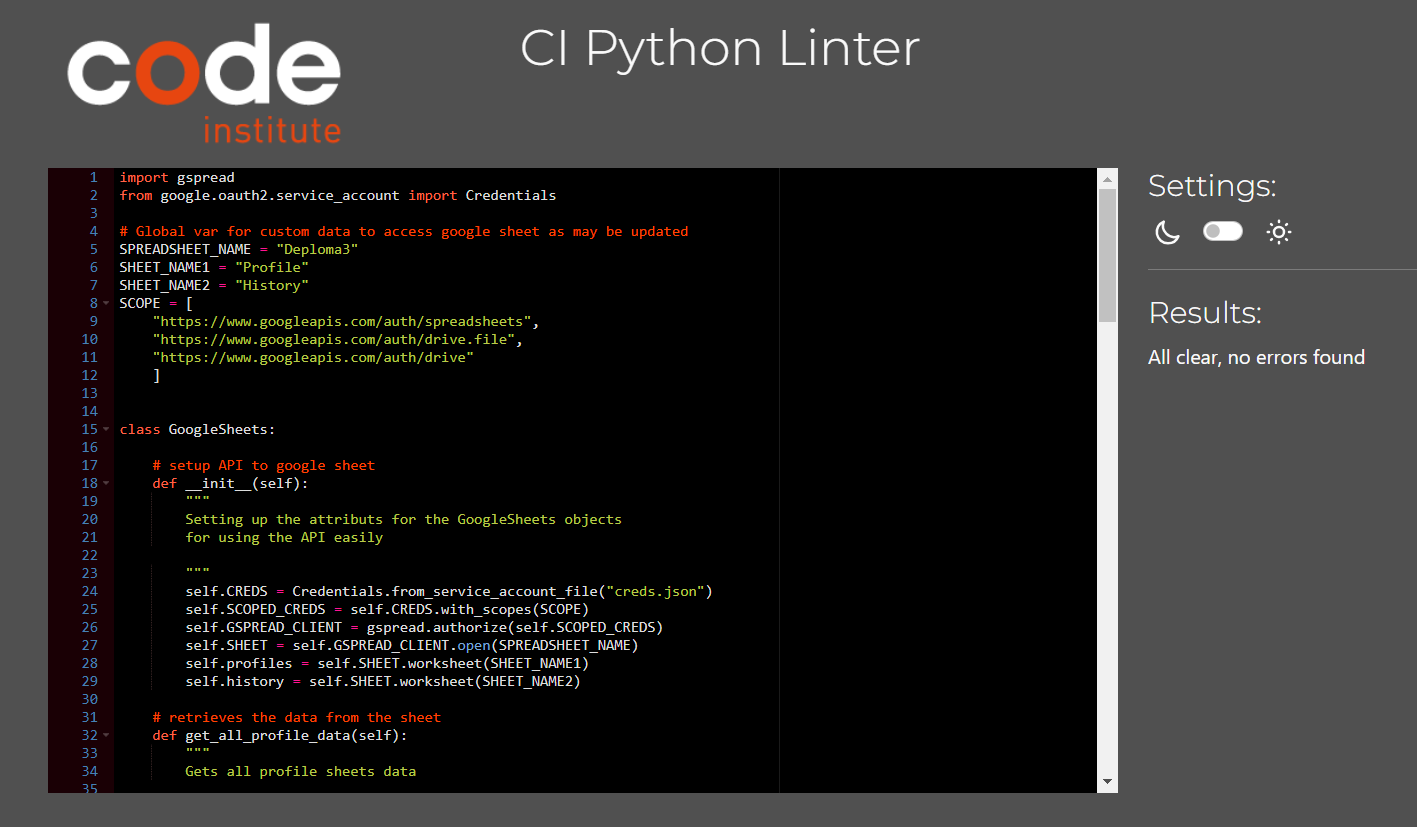 code
institute
CI Python Linter
1 import gspread
2 from google.oauth2.service_account import Credentials
3
4 # Global var for custom data to access google sheet as may be updated
5 SPREADSHEET_NAME = "Deploma3"
6 SHEET_NAME1 = "Profile"
7 SHEET_NAME2 = "History"
8 SCOPE = [
9     "https://www.googleapis.com/auth/spreadsheets",
10     "https://www.googleapis.com/auth/drive.file",
11     "https://www.googleapis.com/auth/drive"
12     ]
13
14
15 class GoogleSheets:
16
17     # setup API to google sheet
18     def __init__(self):
19         """
20         Setting up the attributs for the GoogleSheets objects
21         for using the API easily
22
23         """
24         self.CREDS = Credentials.from_service_account_file("creds.json")
25         self.SCOPED_CREDS = self.CREDS.with_scopes(SCOPE)
26         self.GSPREAD_CLIENT = gspread.authorize(self.SCOPED_CREDS)
27         self.SHEET = self.GSPREAD_CLIENT.open(SPREADSHEET_NAME)
28         self.profiles = self.SHEET.worksheet(SHEET_NAME1)
29         self.history = self.SHEET.worksheet(SHEET_NAME2)
30
31     # retrieves the data from the sheet
32     def get_all_profile_data(self):
33         """
34         Gets all profile sheets data
35
Settings:
Results:
All clear, no errors found